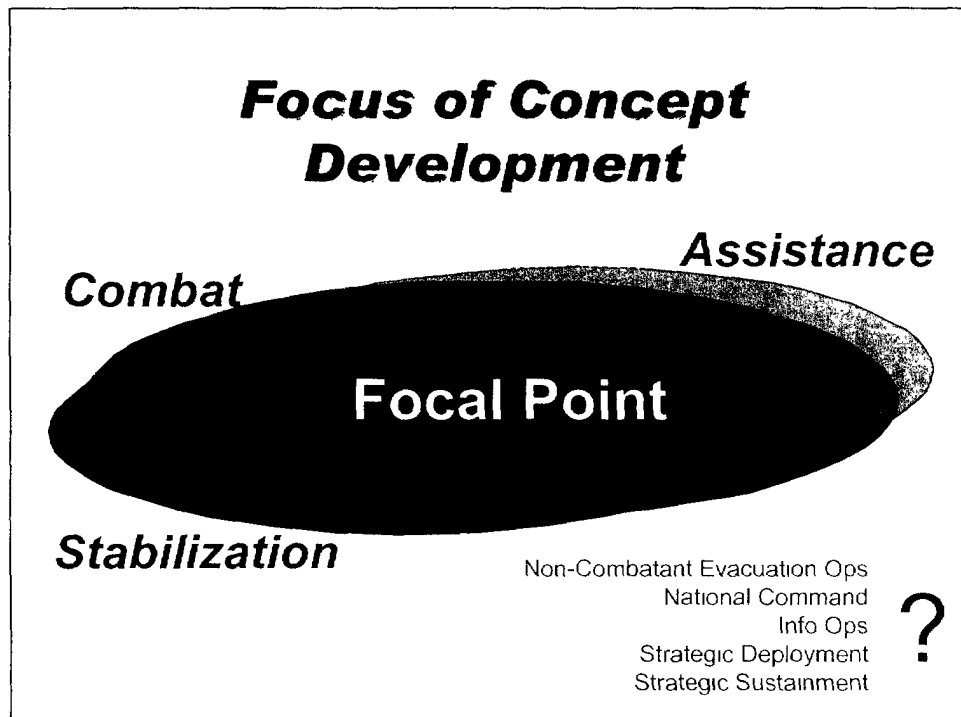 Focus of Concept
Development
Assistance
Combat
Focal Point
Stabilization
Non-Combatant Evacuation Ops
National Command
Info Ops
Strategic Deployment
Strategic Sustainment
?